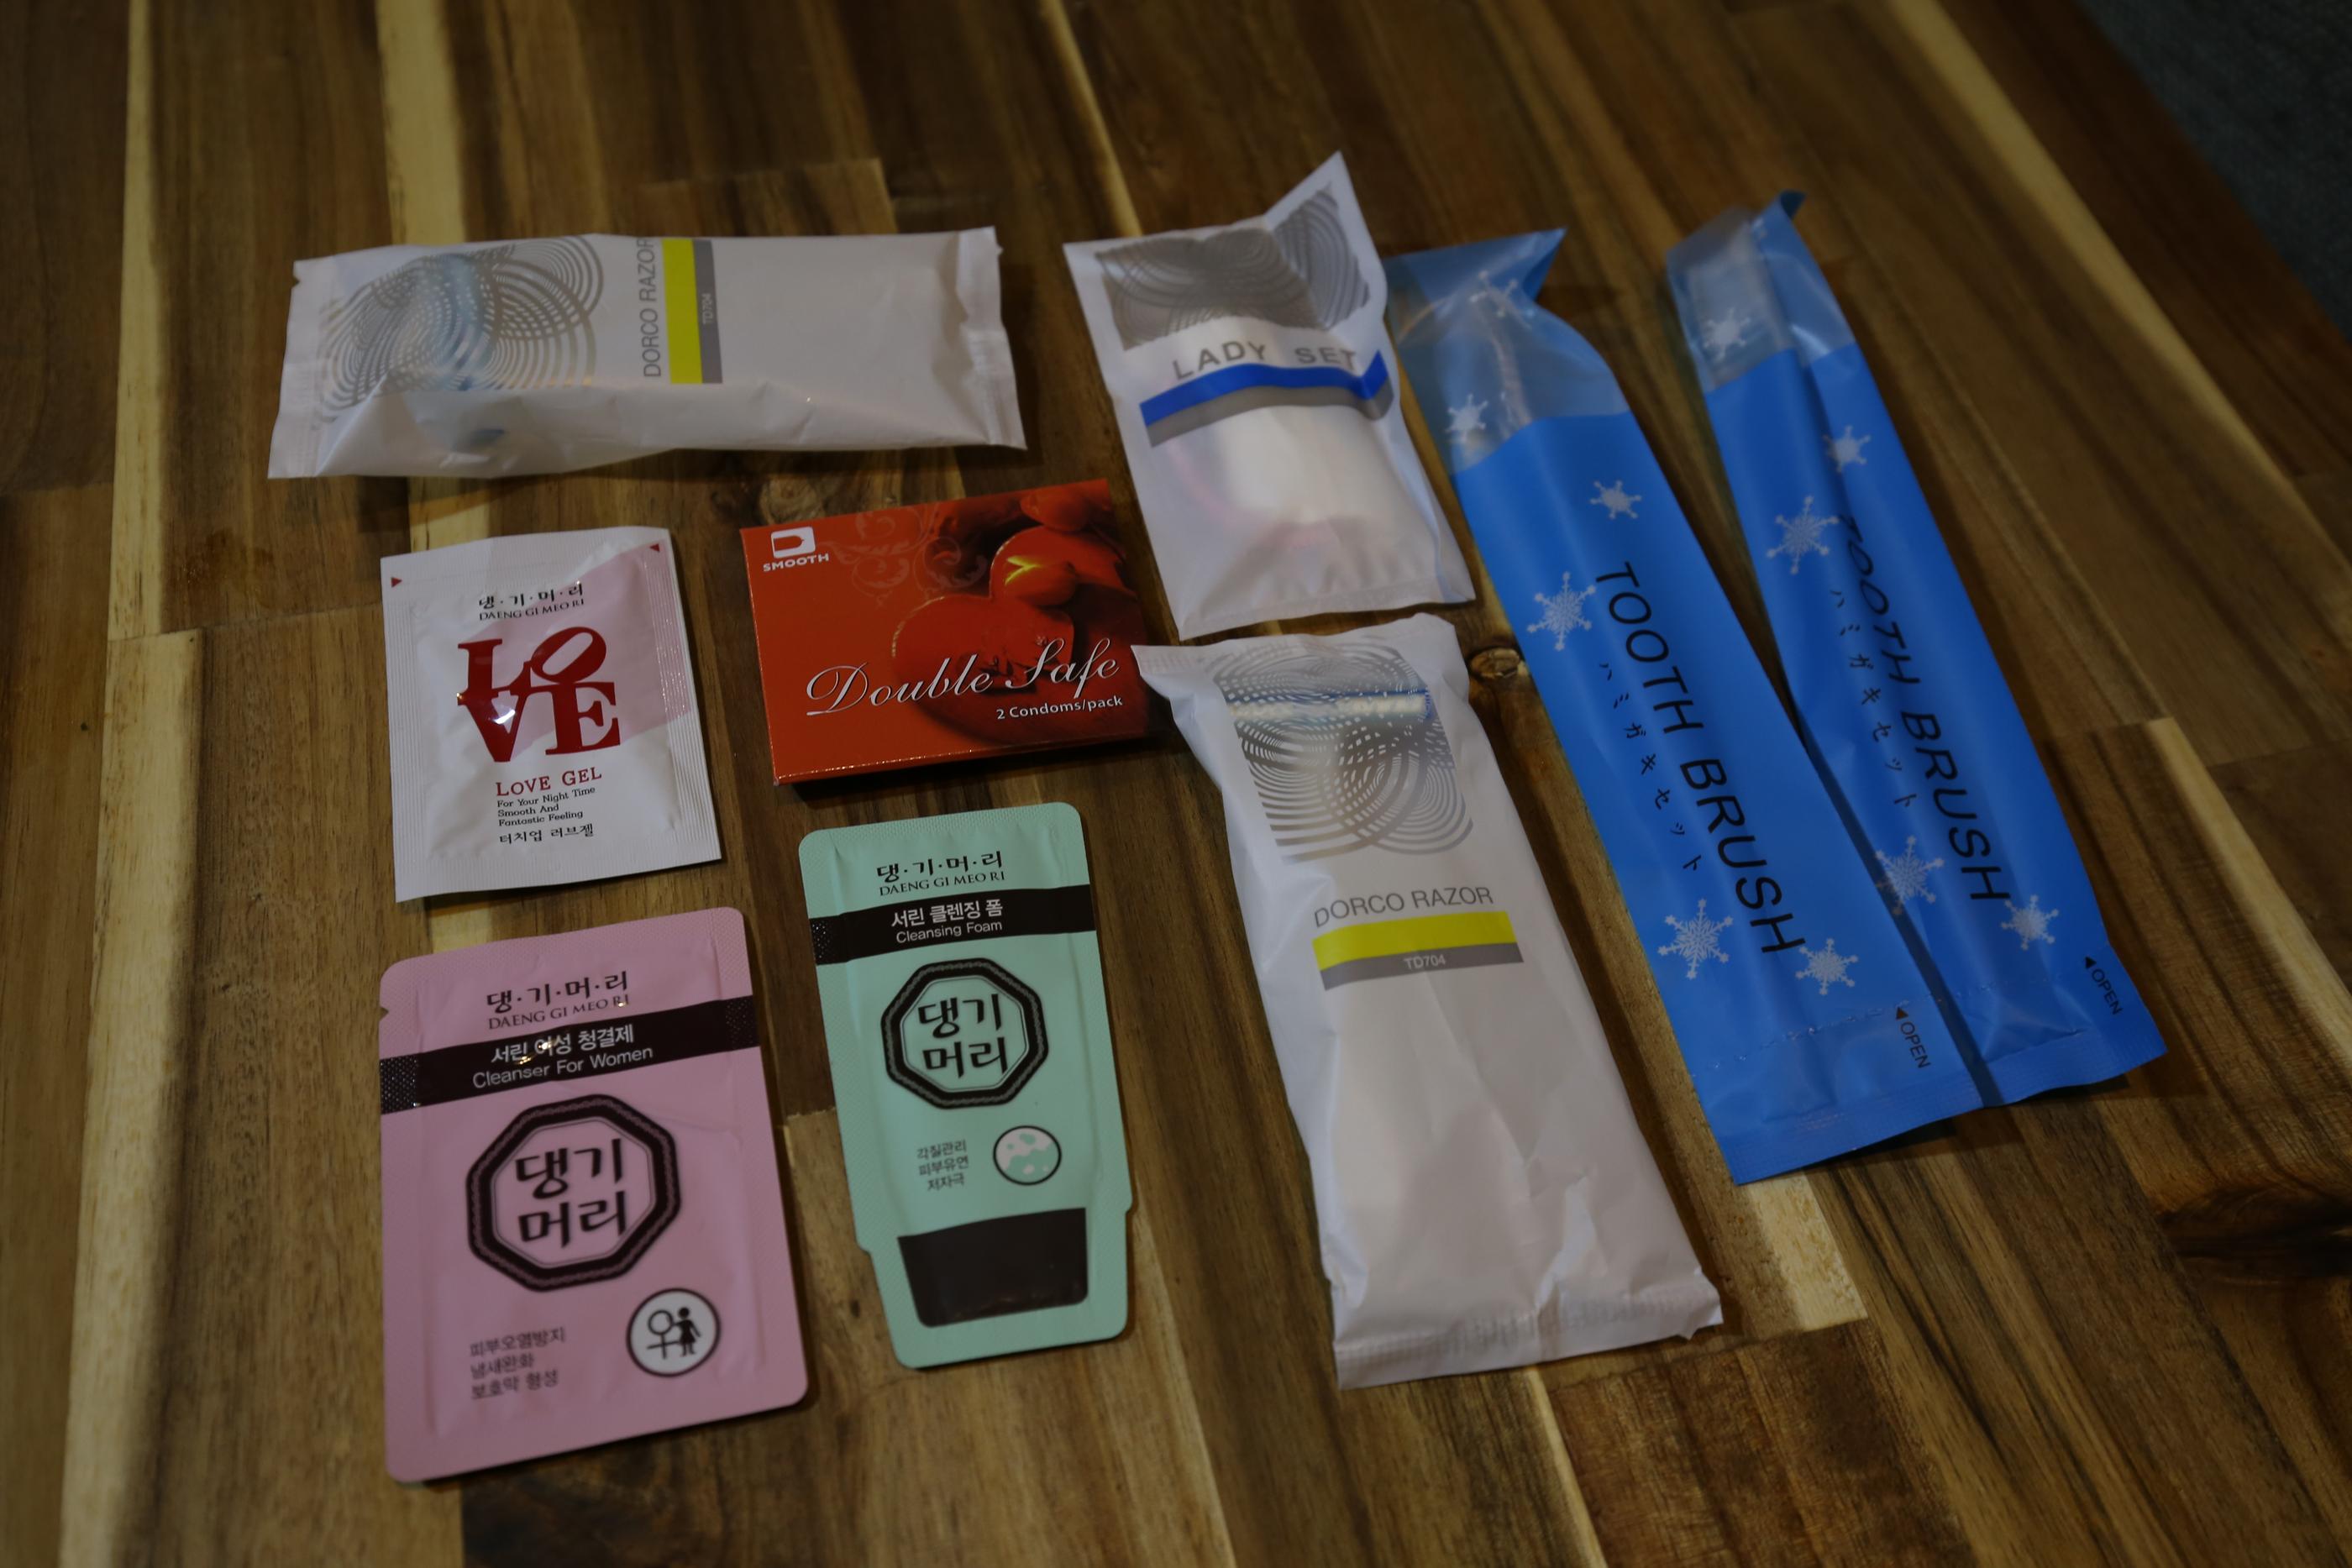 DORCO RAZOR
TD704
LADY SET
댕·기·머·리
DAENG GI MEO RI
LOVE
LOVE GEL
For Your Night Time
Smooth And
Fantastic Feeling
터치업 러브젤
SMOOTH
Double Safe
2 Condoms/pack
TOOTH BRUSH
ハミガキセット
OPEN
TOOTH BRUSH
ハミガキセット
OPEN
댕·기·머·리
DAENG GI MEO RI
서린 클렌징 폼
Cleansing Foam
댕기
머리
각질관리
피부유연
저자극
DORCO RAZOR
TD704
댕·기·머·리
DAENG GI MEO RI
서린 여성 청결제
Cleanser For Women
댕기
머리
피부오염방지
냄새완화
보호막 형성